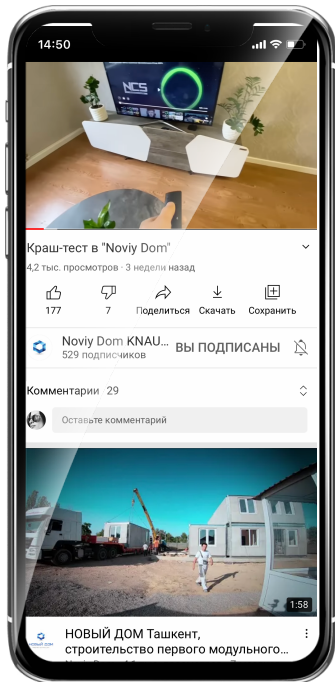 14:50
NCS
Краш-тест в "Noviy Dom"
4,2 тыс. просмотров · 3 недели назад
177
7
Поделиться
Скачать
Сохранить
Noviy Dom KNAU...
529 подписчиков
ВЫ ПОДПИСАНЫ
Комментарии 29
Оставьте комментарий
1:58
НОВЫЙ ДОМ Ташкент,
строительство первого модульного...